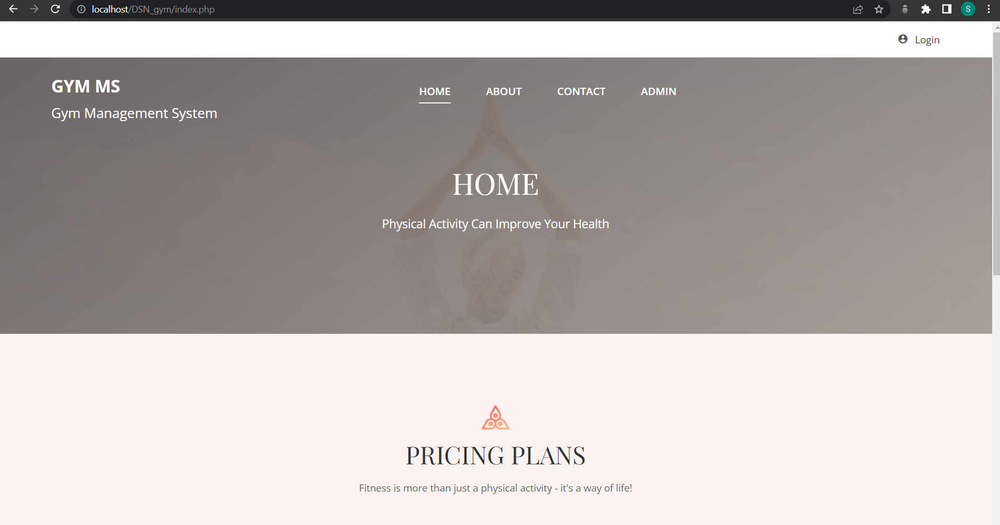 localhost/DSN_gym/index.php
S
Login
GYM MS
HOME ABOUT CONTACT ADMIN
Gym Management System
HOME
Physical Activity Can Improve Your Health
PRICING PLANS
Fitness is more than just a physical activity - it's a way of life!